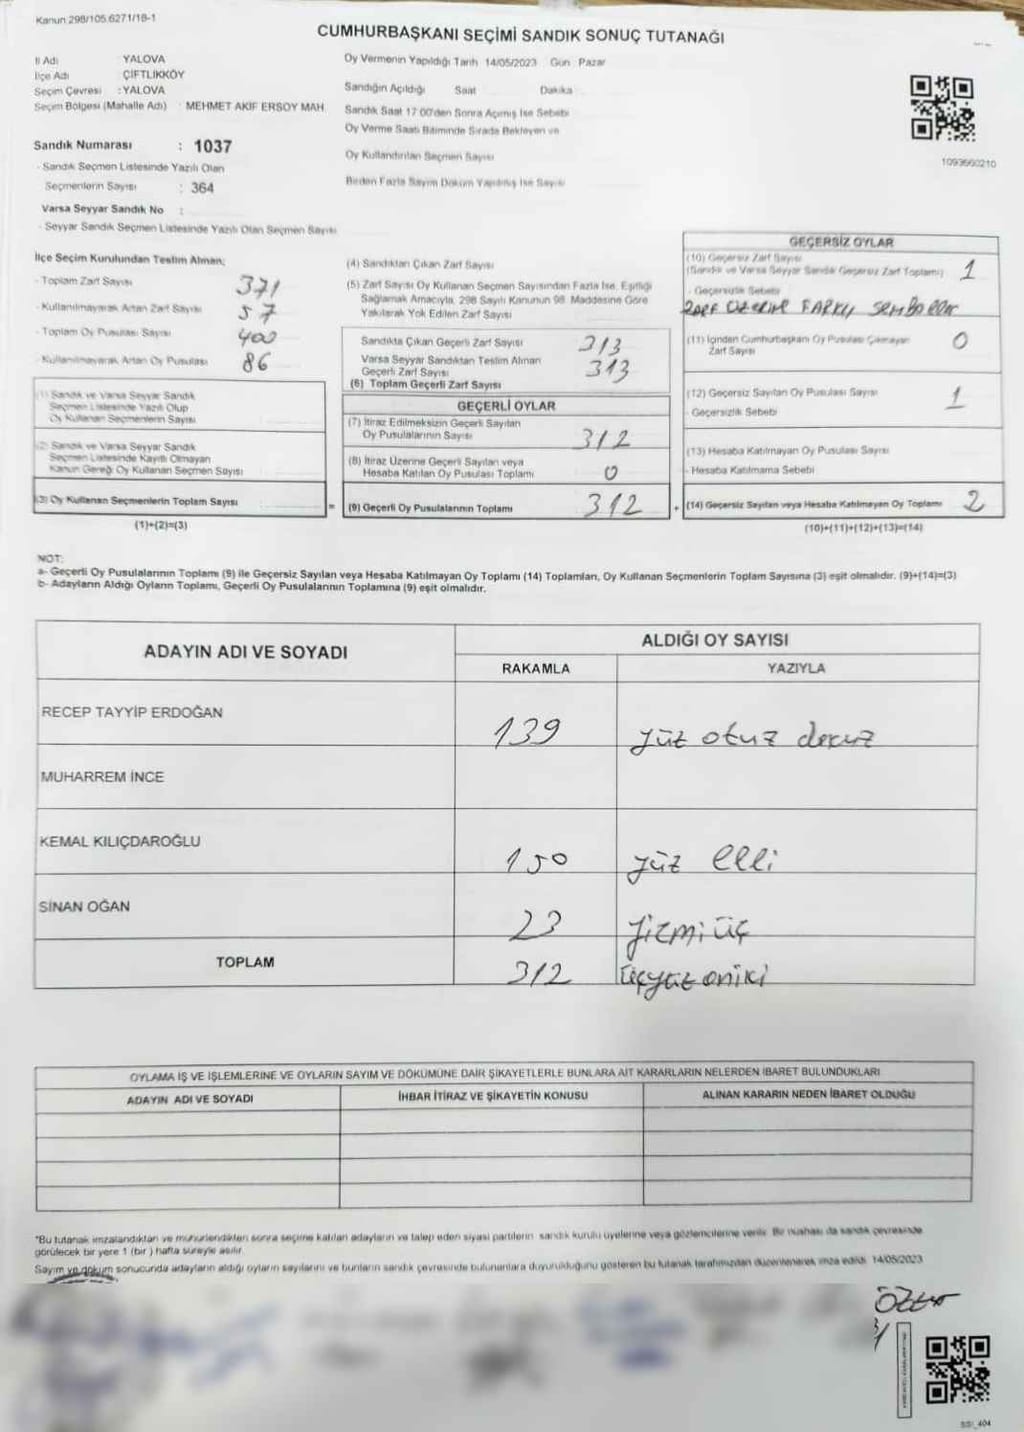 Kanun 298/105.6271/18-1
CUMHURBAŞKANI SEÇİMİ SANDIK SONUÇ TUTANAĞI
İl Adı YALOVA
İlçe Adı : ÇİFTLİKKÖY
Seçim Çevresi : YALOVA
Seçim Bölgesi (Mahalle Adı) : MEHMET AKİF ERSOY MAH
Sandık Numarası : 1037
- Sandık Seçmen Listesinde Yazılı Olan
Seçmenlerin Sayısı : 364
Varsa Seyyar Sandık No :
- Seyyar Sandık Seçmen Listesinde Yazılı Olan Seçmen Sayısı
Oy Vermenin Yapıldığı Tarih 14/05/2023 Gün Pazar
Sandığın Açıldığı Saat Dakika
Sandık Saat 17:00'den Sonra Açılmış İse Sebebi
Oy Verme Saati Bitiminde Sırada Bekleyen ve
Oy Kullandırılan Seçmen Sayısı
Birden Fazla Sayım Döküm Yapılmış İse Sayısı
1093660210
İlçe Seçim Kurulundan Teslim Alınan;
- Toplam Zarf Sayısı 371
- Kullanılmayarak Artan Zarf Sayısı 57
- Toplam Oy Pusulası Sayısı 400
- Kullanılmayarak Artan Oy Pusulası 86
(1) Sandık ve Varsa Seyyar Sandık
Seçmen Listesinde Yazılı Olup
Oy Kullanan Seçmenlerin Sayısı
(2) Sandık ve Varsa Seyyar Sandık
Seçmen Listesinde Kayıtlı Olmayan
Kanun Gereği Oy Kullanan Seçmen Sayısı
(3) Oy Kullanan Seçmenlerin Toplam Sayısı =
(1)+(2)=(3)
(4) Sandıktan Çıkan Zarf Sayısı
(5) Zarf Sayısı Oy Kullanan Seçmen Sayısından Fazla İse, Eşitliği
Sağlamak Amacıyla, 298 Sayılı Kanunun 98. Maddesine Göre
Yakılarak Yok Edilen Zarf Sayısı
Sandıkta Çıkan Geçerli Zarf Sayısı 313
Varsa Seyyar Sandıktan Teslim Alınan
Geçerli Zarf Sayısı 313
(6) Toplam Geçerli Zarf Sayısı
GEÇERLİ OYLAR
(7) İtiraz Edilmeksizin Geçerli Sayılan
Oy Pusulalarının Sayısı 312
(8) İtiraz Üzerine Geçerli Sayılan veya
Hesaba Katılan Oy Pusulası Toplamı 0
(9) Geçerli Oy Pusulalarının Toplamı 312 +
GEÇERSİZ OYLAR
(10) Geçersiz Zarf Sayısı
(Sandık ve Varsa Seyyar Sandık Geçersiz Zarf Toplamı) 1
- Geçersizlik Sebebi
ZARF ÜZERİNE FARKLI SEMBOLLER
(11) İçinden Cumhurbaşkanı Oy Pusulası Çıkmayan
Zarf Sayısı 0
(12) Geçersiz Sayılan Oy Pusulası Sayısı 1
- Geçersizlik Sebebi
(13) Hesaba Katılmayan Oy Pusulası Sayısı
- Hesaba Katılmama Sebebi
(14) Geçersiz Sayılan veya Hesaba Katılmayan Oy Toplamı 2
(10)+(11)+(12)+(13)=(14)
NOT:
a- Geçerli Oy Pusulalarının Toplamı (9) ile Geçersiz Sayılan veya Hesaba Katılmayan Oy Toplamı (14) Toplamları, Oy Kullanan Seçmenlerin Toplam Sayısına (3) eşit olmalıdır. (9)+(14)=(3)
b- Adayların Aldığı Oyların Toplamı, Geçerli Oy Pusulalarının Toplamına (9) eşit olmalıdır.
ADAYIN ADI VE SOYADI
ALDIĞI OY SAYISI
RAKAMLA YAZIYLA
RECEP TAYYİP ERDOĞAN 139 yüz otuz dokuz
MUHARREM İNCE
KEMAL KILIÇDAROĞLU 150 yüz elli
SİNAN OĞAN 23 yirmi üç
TOPLAM 312 üçyüz oniki
OYLAMA İŞ VE İŞLEMLERİNE VE OYLARIN SAYIM VE DÖKÜMÜNE DAİR ŞİKAYETLERLE BUNLARA AİT KARARLARIN NELERDEN İBARET BULUNDUKLARI
ADAYIN ADI VE SOYADI İHBAR İTİRAZ VE ŞİKAYETİN KONUSU ALINAN KARARIN NEDEN İBARET OLDUĞU
"Bu tutanak imzalandıktan ve mühürlendikten sonra seçime katılan adayların ve talep eden siyasi partilerin sandık kurulu üyelerine veya gözlemcilerine verilir. Bir nüshası da sandık çevresinde
görülecek bir yere 1 (bir ) hafta süreyle asılır.
Sayım ve döküm sonucunda adayların aldığı oyların sayılarını ve bunların sandık çevresinde bulunanlara duyurulduğunu gösteren bu tutanak tarafımızdan düzenlenerek imza edildi. 14/05/2023